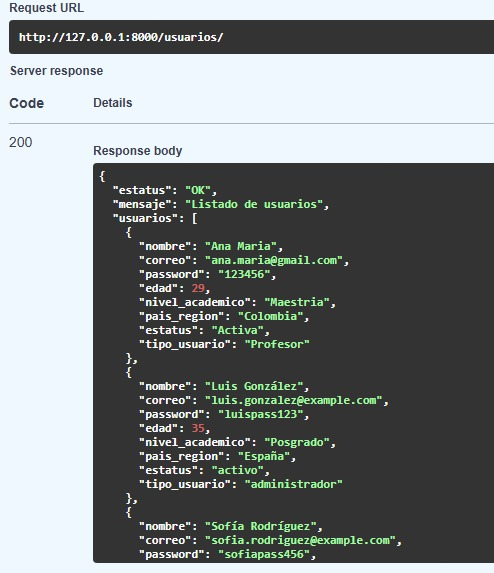 Request URL
http://127.0.0.1:8000/usuarios/
Server response
Code Details
200
Response body
{
"estatus": "OK",
"mensaje": "Listado de usuarios",
"usuarios": [
{
"nombre": "Ana Maria",
"correo": "ana.maria@gmail.com",
"password": "123456",
"edad": 29,
"nivel_academico": "Maestria",
"pais_region": "Colombia",
"estatus": "Activa",
"tipo_usuario": "Profesor"
},
{
"nombre": "Luis González",
"correo": "luis.gonzalez@example.com",
"password": "luispass123",
"edad": 35,
"nivel_academico": "Posgrado",
"pais_region": "España",
"estatus": "activo",
"tipo_usuario": "administrador"
},
{
"nombre": "Sofía Rodríguez",
"correo": "sofia.rodriguez@example.com",
"password": "sofiapass456",